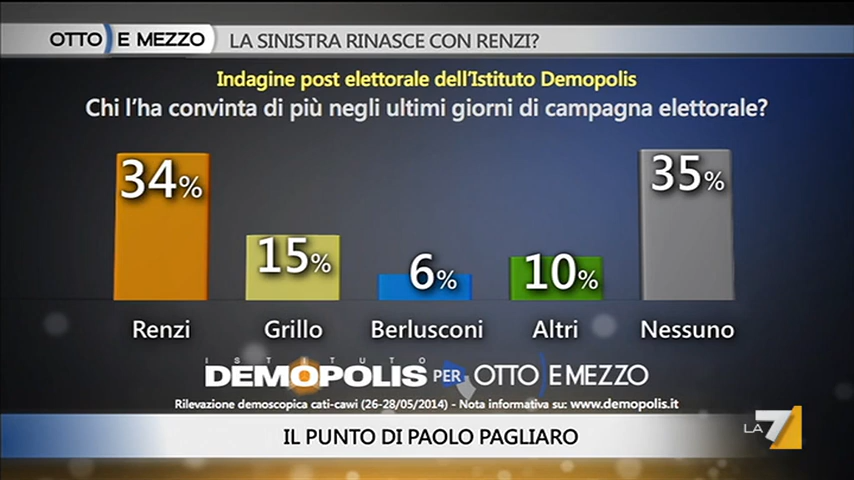 OTTO E MEZZO LA SINISTRA RINASCE CON RENZI?
Indagine post elettorale dell'Istituto Demopolis
Chi l'ha convinta di più negli ultimi giorni di campagna elettorale?
34% 15% 6% 10% 35%
Renzi Grillo Berlusconi Altri Nessuno
ISTITUTO
DEMOPOLIS PER OTTO E MEZZO
Rilevazione demoscopica cati-cawi (26-28/05/2014) - Nota informativa su: www.demopolis.it
IL PUNTO DI PAOLO PAGLIARO
LA 7